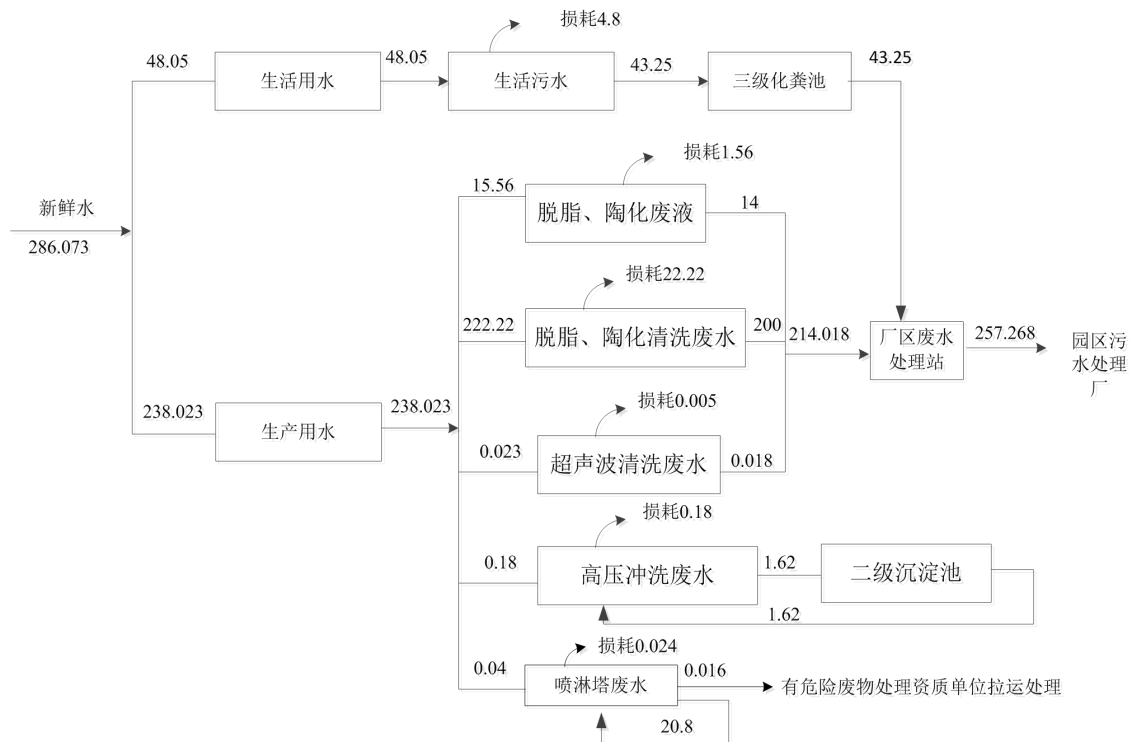 损耗4.8
48.05
生活用水
48.05
生活污水
43.25
三级化粪池
43.25
损耗1.56
15.56
脱脂、陶化废液
14
新鲜水
286.073
损耗22.22
222.22
脱脂、陶化清洗废水
200
214.018
厂区废水
处理站
257.268
园区污
水处理
厂
238.023
生产用水
238.023
损耗0.005
0.023
超声波清洗废水
0.018
损耗0.18
0.18
高压冲洗废水
1.62
二级沉淀池
1.62
损耗0.024
0.04
喷淋塔废水
0.016
有危险废物处理资质单位拉运处理
20.8